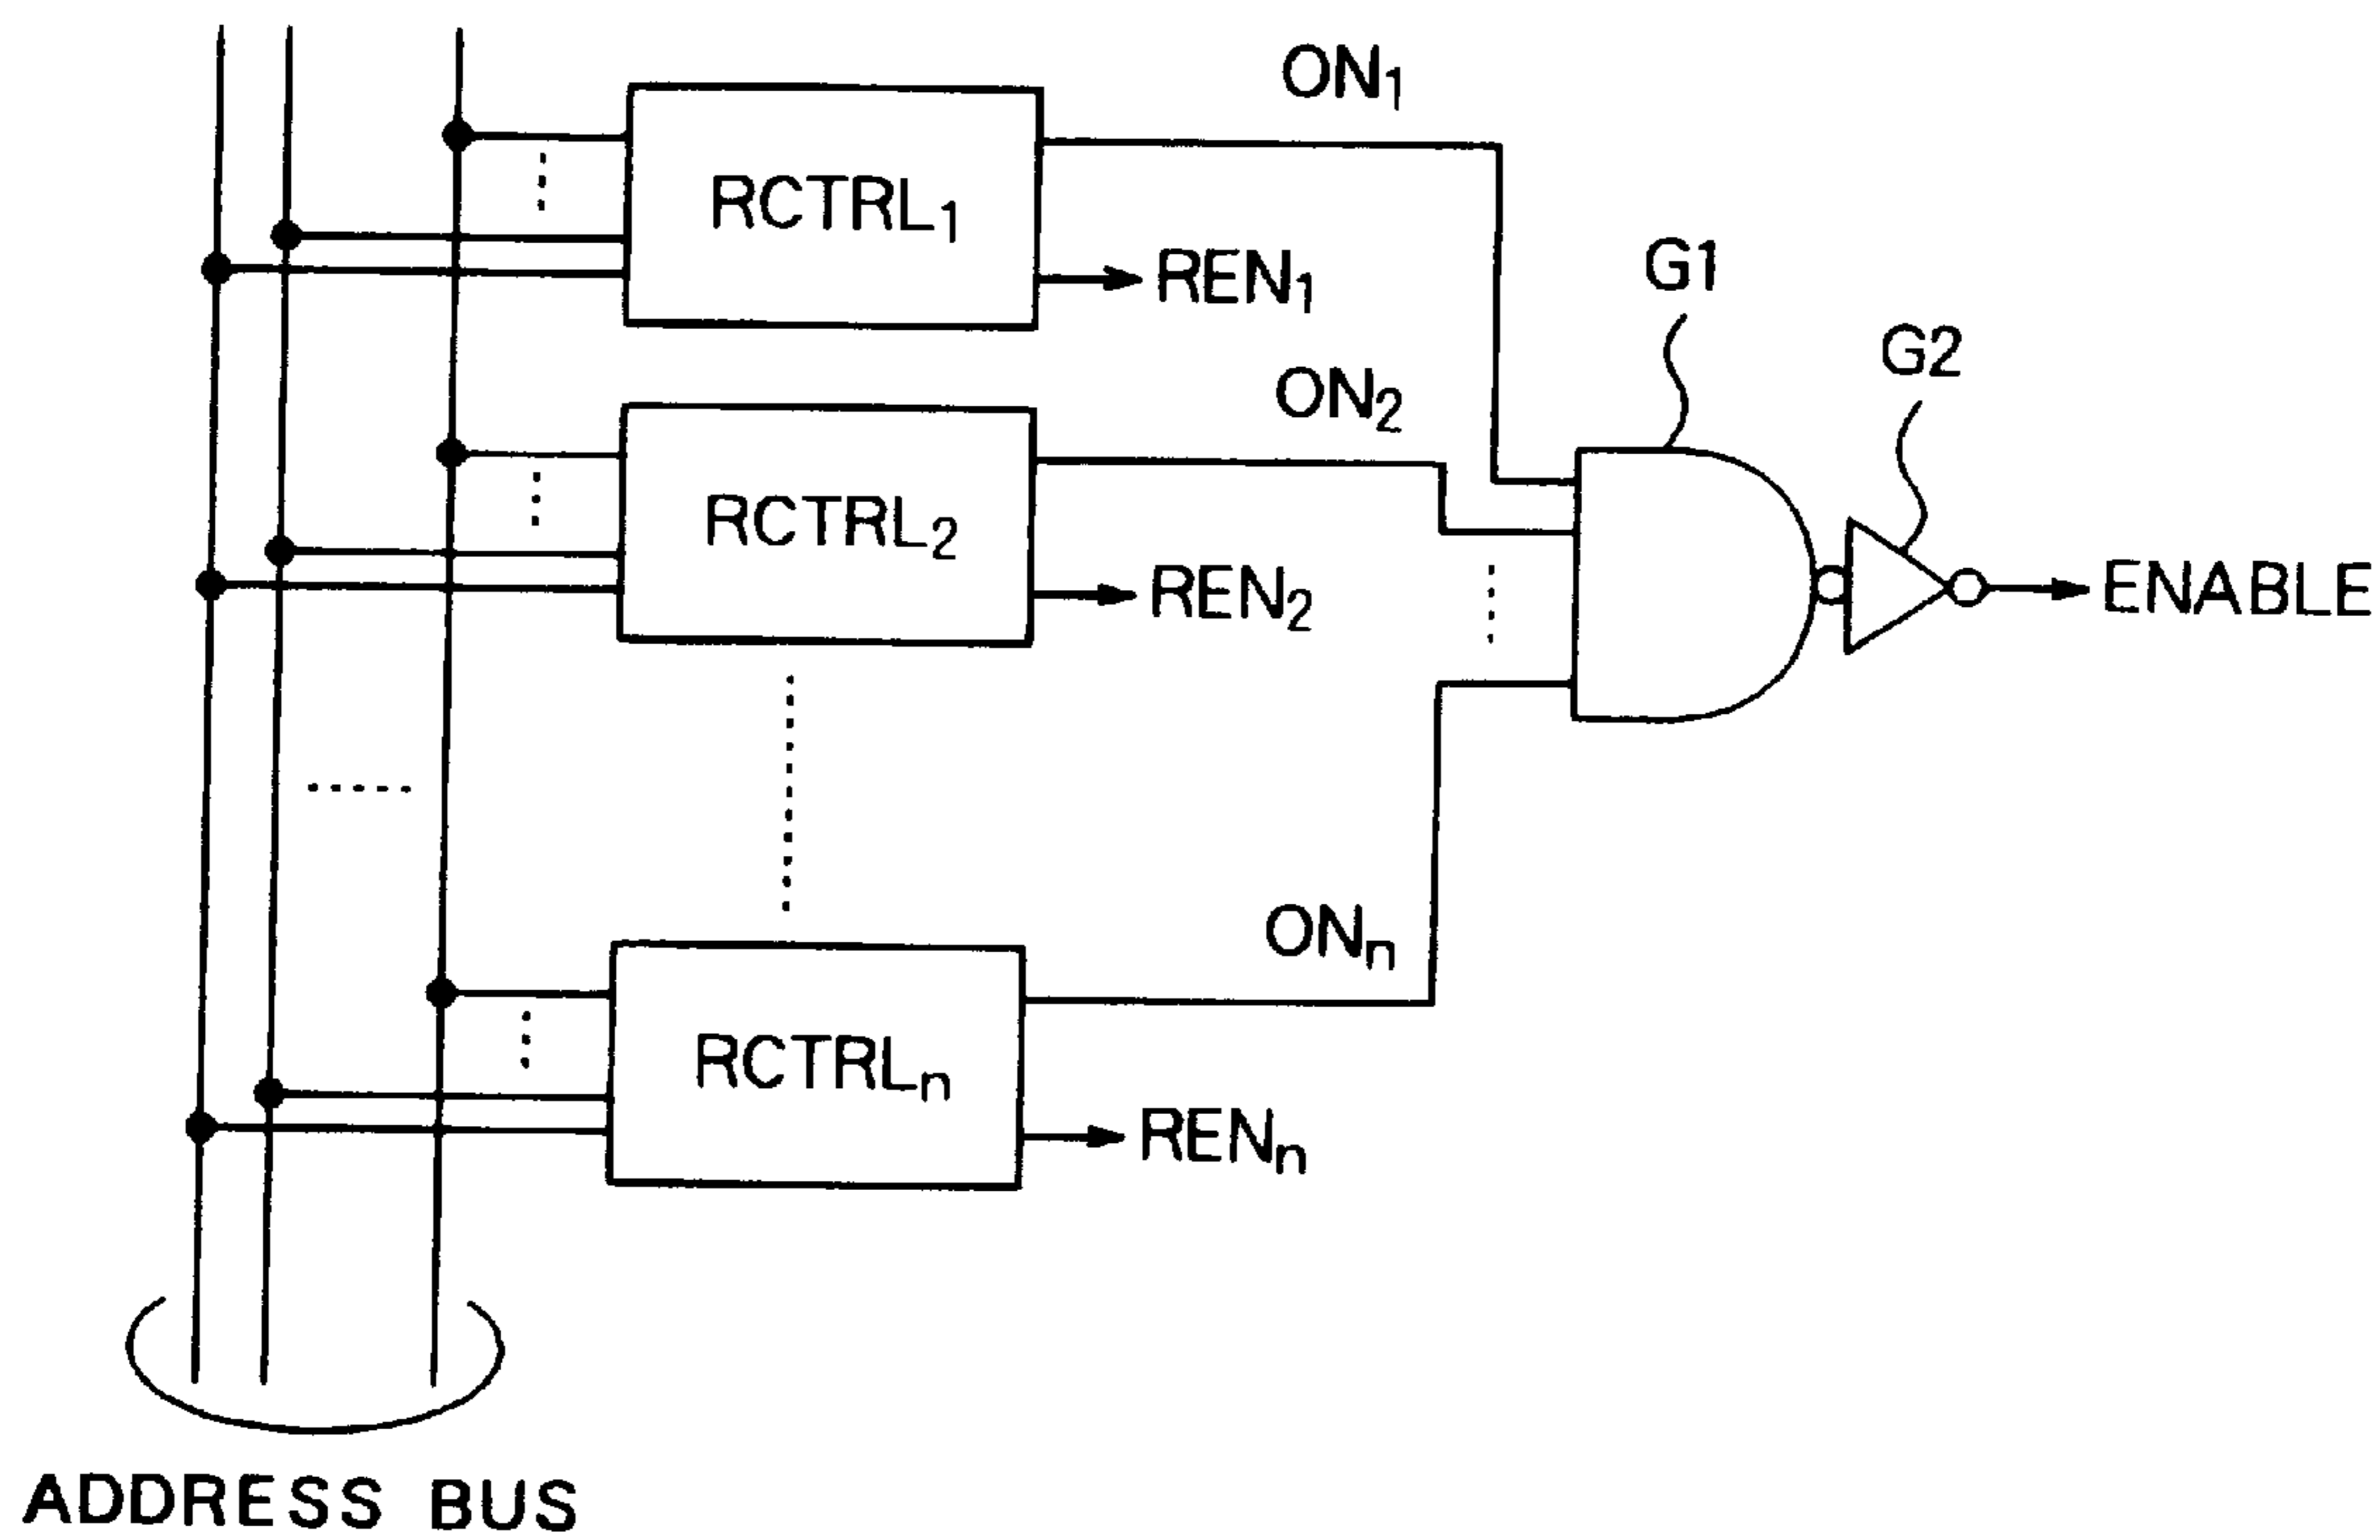 ON1
RCTRL1
REN1
G1
G2
ON2
RCTRL2
REN2
ENABLE
ONn
RCTRLn
RENn
ADDRESS BUS